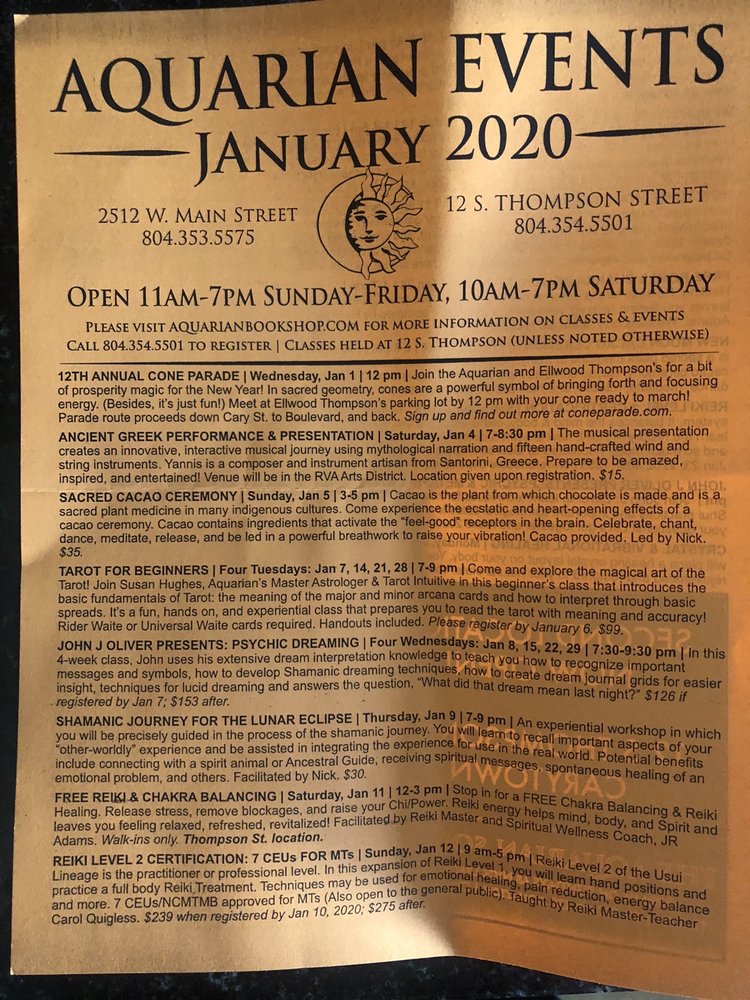 AQUARIAN EVENTS
JANUARY 2020
2512 W. MAIN STREET
804.353.5575
12 S. THOMPSON STREET
804.354.5501
OPEN 11AM-7PM SUNDAY-FRIDAY, 10AM-7PM SATURDAY
PLEASE VISIT AQUARIANBOOKSHOP.COM FOR MORE INFORMATION ON CLASSES & EVENTS
CALL 804.354.5501 TO REGISTER | CLASSES HELD AT 12 S. THOMPSON (UNLESS NOTED OTHERWISE)
12TH ANNUAL CONE PARADE | Wednesday, Jan 1 | 12 pm | Join the Aquarian and Ellwood Thompson's for a bit
of prosperity magic for the New Year! In sacred geometry, cones are a powerful symbol of bringing forth and focusing
energy. (Besides, it's just fun!) Meet at Ellwood Thompson's parking lot by 12 pm with your cone ready to march!
Parade route proceeds down Cary St. to Boulevard, and back. Sign up and find out more at coneparade.com.
ANCIENT GREEK PERFORMANCE & PRESENTATION | Saturday, Jan 4 | 7-8:30 pm | The musical presentation
creates an innovative, interactive musical journey using mythological narration and fifteen hand-crafted wind and
string instruments. Yannis is a composer and instrument artisan from Santorini, Greece. Prepare to be amazed,
inspired, and entertained! Venue will be in the RVA Arts District. Location given upon registration. $15.
SACRED CACAO CEREMONY | Sunday, Jan 5 | 3-5 pm | Cacao is the plant from which chocolate is made and is a
sacred plant medicine in many indigenous cultures. Come experience the ecstatic and heart-opening effects of a
cacao ceremony. Cacao contains ingredients that activate the "feel-good" receptors in the brain. Celebrate, chant,
dance, meditate, release, and be led in a powerful breathwork to raise your vibration! Cacao provided. Led by Nick.
$35.
TAROT FOR BEGINNERS | Four Tuesdays: Jan 7, 14, 21, 28 | 7-9 pm | Come and explore the magical art of the
Tarot! Join Susan Hughes, Aquarian's Master Astrologer & Tarot Intuitive in this beginner's class that introduces the
basic fundamentals of Tarot: the meaning of the major and minor arcana cards and how to interpret through basic
spreads. It's a fun, hands on, and experiential class that prepares you to read the tarot with meaning and accuracy!
Rider Waite or Universal Waite cards required. Handouts included. Please register by January 6. $99.
JOHN J OLIVER PRESENTS: PSYCHIC DREAMING | Four Wednesdays: Jan 8, 15, 22, 29 | 7:30-9:30 pm | In this
4-week class, John uses his extensive dream interpretation knowledge to teach you how to recognize important
messages and symbols, how to develop Shamanic dreaming techniques, how to create dream journal grids for easier
insight, techniques for lucid dreaming and answers the question, "What did that dream mean last night?" $126 if
registered by Jan 7; $153 after.
SHAMANIC JOURNEY FOR THE LUNAR ECLIPSE | Thursday, Jan 9 | 7-9 pm | An experiential workshop in which
you will be precisely guided in the process of the shamanic journey. You will learn to recall important aspects of your
"other-worldly" experience and be assisted in integrating the experience for use in the real world. Potential benefits
include connecting with a spirit animal or Ancestral Guide, receiving spiritual messages, spontaneous healing of an
emotional problem, and others. Facilitated by Nick. $30.
FREE REIKI & CHAKRA BALANCING | Saturday, Jan 11 | 12-3 pm | Stop in for a FREE Chakra Balancing & Reiki
Healing. Release stress, remove blockages, and raise your Chi/Power. Reiki energy helps mind, body, and Spirit and
leaves you feeling relaxed, refreshed, revitalized! Facilitated by Reiki Master and Spiritual Wellness Coach, JR
Adams. Walk-ins only. Thompson St. location.
REIKI LEVEL 2 CERTIFICATION: 7 CEUs FOR MTs | Sunday, Jan 12 | 9 am-5 pm | Reiki Level 2 of the Usui
Lineage is the practitioner or professional level. In this expansion of Reiki Level 1, you will learn hand positions and
practice a full body Reiki Treatment. Techniques may be used for emotional healing, pain reduction, energy balance
and more. 7 CEUs/NCMTMB approved for MTs (Also open to the general public). Taught by Reiki Master-Teacher
Carol Quigless. $239 when registered by Jan 10, 2020; $275 after.